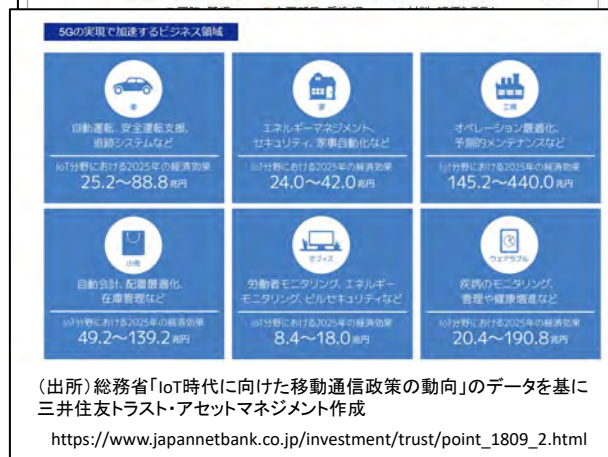 5Gの実現で加速するビジネス領域
車
自動運転、安全運転支援、
追跡システムなど
IoT分野における2025年の経済効果
25.2～88.8兆円
家
エネルギーマネジメント、
セキュリティ、家事自動化など
IoT分野における2025年の経済効果
24.0～42.0兆円
工場
オペレーション最適化、
予測的メンテナンスなど
IoT分野における2025年の経済効果
145.2～440.0兆円
小売
自動会計、配置最適化、
在庫管理など
IoT分野における2025年の経済効果
49.2～139.2兆円
オフィス
労働者モニタリング、エネルギー
モニタリング、ビルセキュリティなど
IoT分野における2025年の経済効果
8.4～18.0兆円
ウェアラブル
疾病のモニタリング、
管理や健康増進など
IoT分野における2025年の経済効果
20.4～190.8兆円
(出所)総務省「IoT時代に向けた移動通信政策の動向」のデータを基に
三井住友トラスト・アセットマネジメント作成
https://www.japannetbank.co.jp/investment/trust/point_1809_2.html